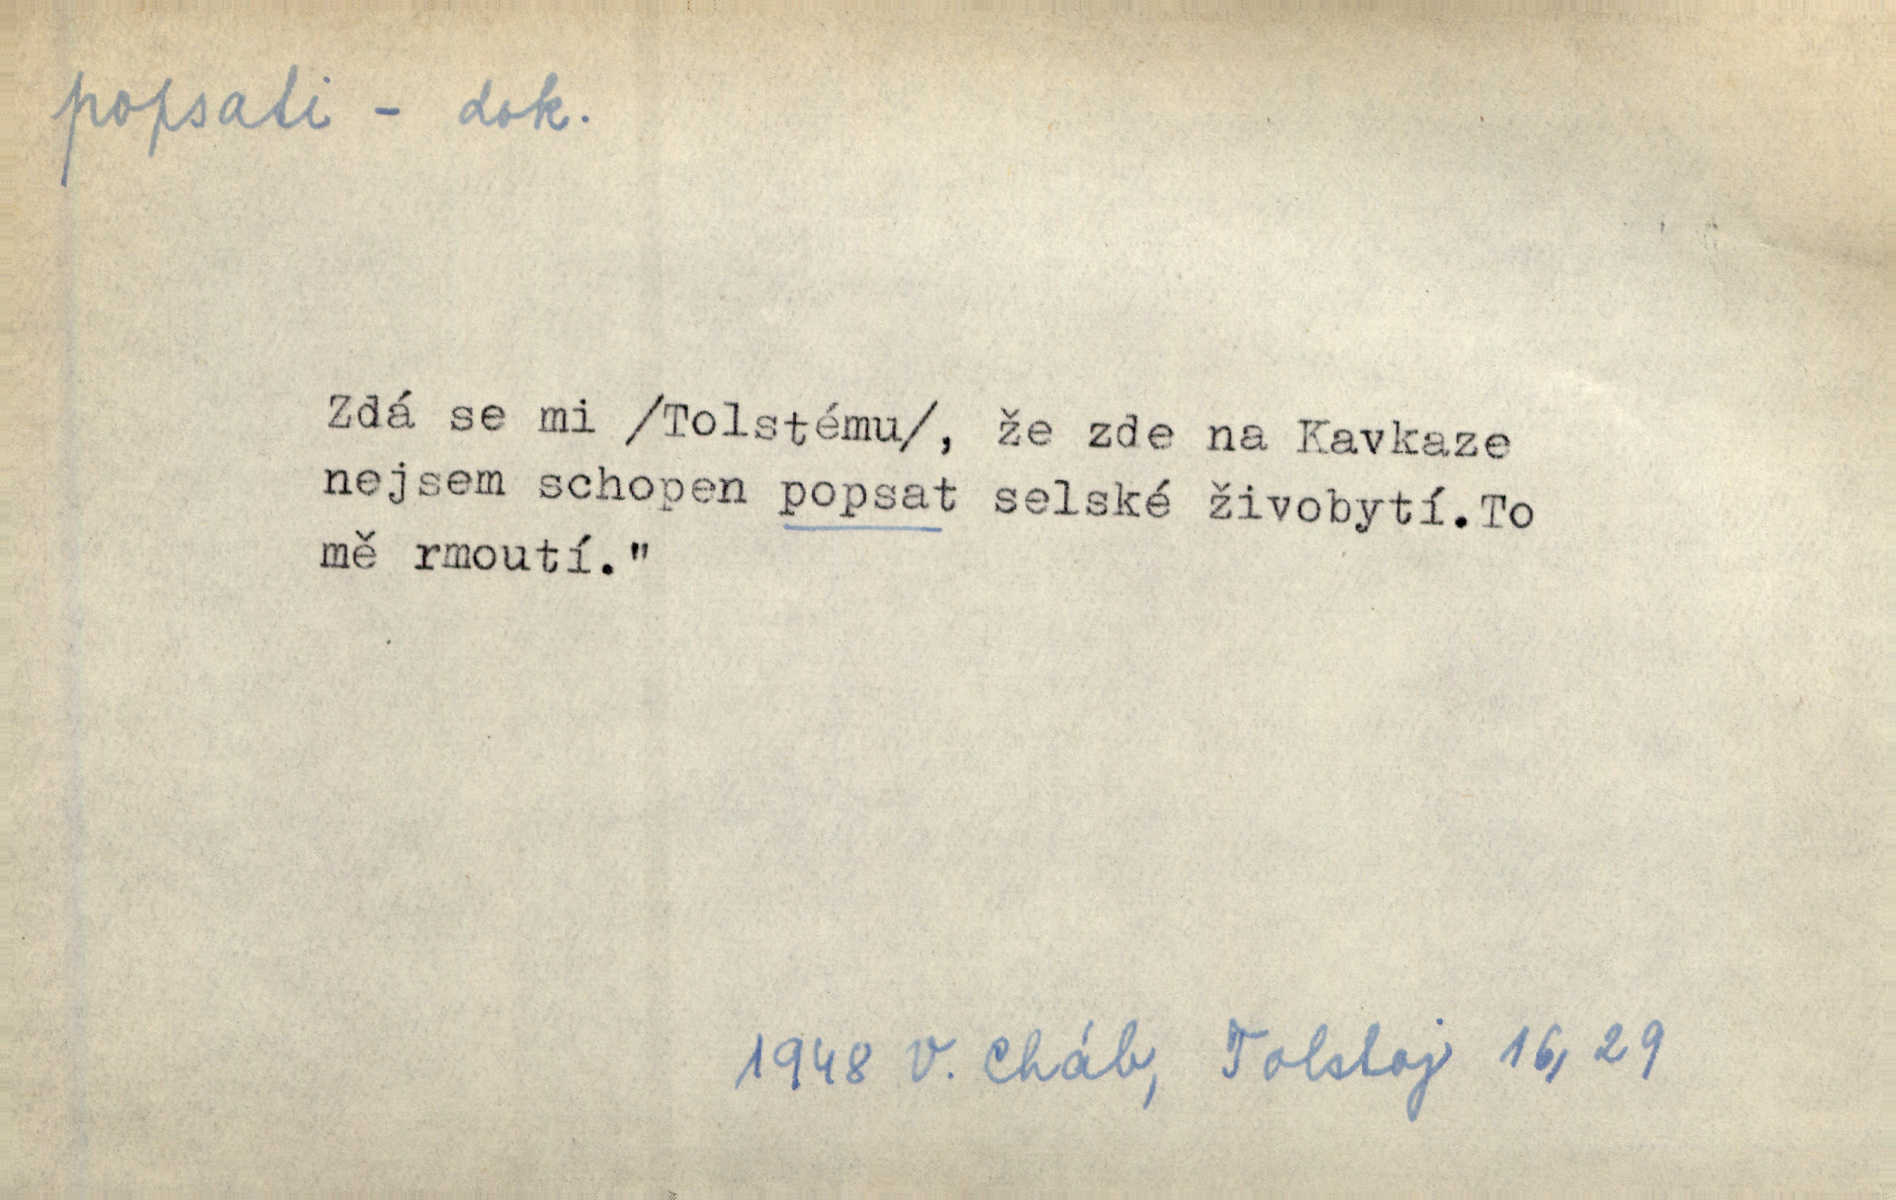 popsati - dok.
Zdá se mi /Tolstému/, že zde na Kavkaze
nejsem schopen popsat selské živobytí.To
mě rmoutí."
1948 V. Cháb, Tolstoj 16, 29